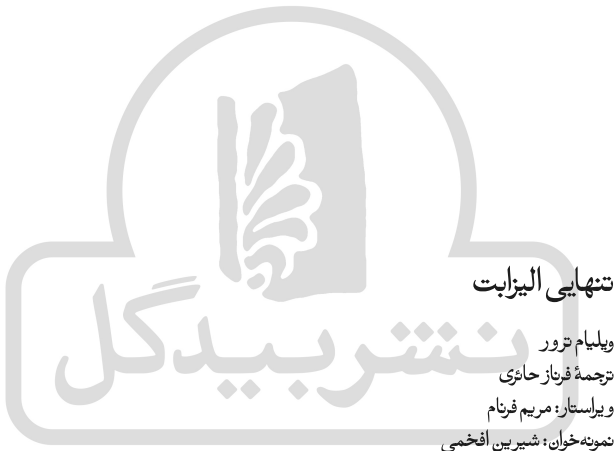 تنهایی الیزابت
ویلیام ترور
ترجمهٔ فرناز حائری
ویراستار: مریم فرنام
نمونه‌خوان: شیرین افخمی
نشر بیدگل